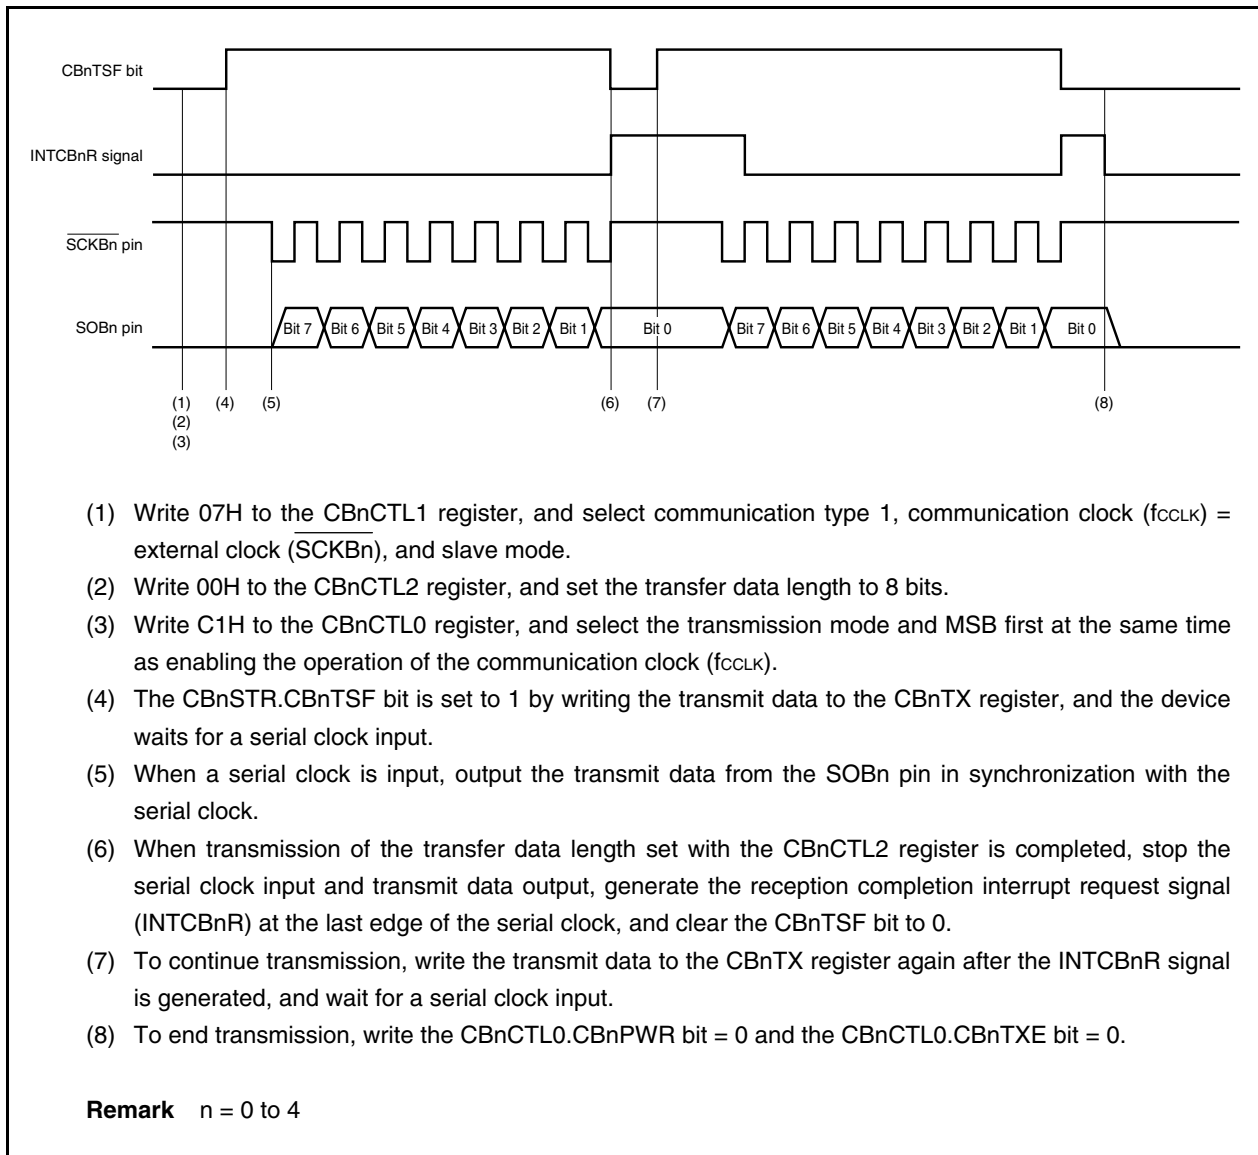 CBnTSF bit
INTCBnR signal
SCKBn pin
SOBn pin
Bit 7 Bit 6 Bit 5 Bit 4 Bit 3 Bit 2 Bit 1 Bit 0 Bit 7 Bit 6 Bit 5 Bit 4 Bit 3 Bit 2 Bit 1 Bit 0
(1) (4) (5) (6) (7) (8)
(2)
(3)
(1) Write 07H to the CBnCTL1 register, and select communication type 1, communication clock (fCCLK) =
external clock (SCKBn), and slave mode.
(2) Write 00H to the CBnCTL2 register, and set the transfer data length to 8 bits.
(3) Write C1H to the CBnCTL0 register, and select the transmission mode and MSB first at the same time
as enabling the operation of the communication clock (fCCLK).
(4) The CBnSTR.CBnTSF bit is set to 1 by writing the transmit data to the CBnTX register, and the device
waits for a serial clock input.
(5) When a serial clock is input, output the transmit data from the SOBn pin in synchronization with the
serial clock.
(6) When transmission of the transfer data length set with the CBnCTL2 register is completed, stop the
serial clock input and transmit data output, generate the reception completion interrupt request signal
(INTCBnR) at the last edge of the serial clock, and clear the CBnTSF bit to 0.
(7) To continue transmission, write the transmit data to the CBnTX register again after the INTCBnR signal
is generated, and wait for a serial clock input.
(8) To end transmission, write the CBnCTL0.CBnPWR bit = 0 and the CBnCTL0.CBnTXE bit = 0.
Remark n = 0 to 4